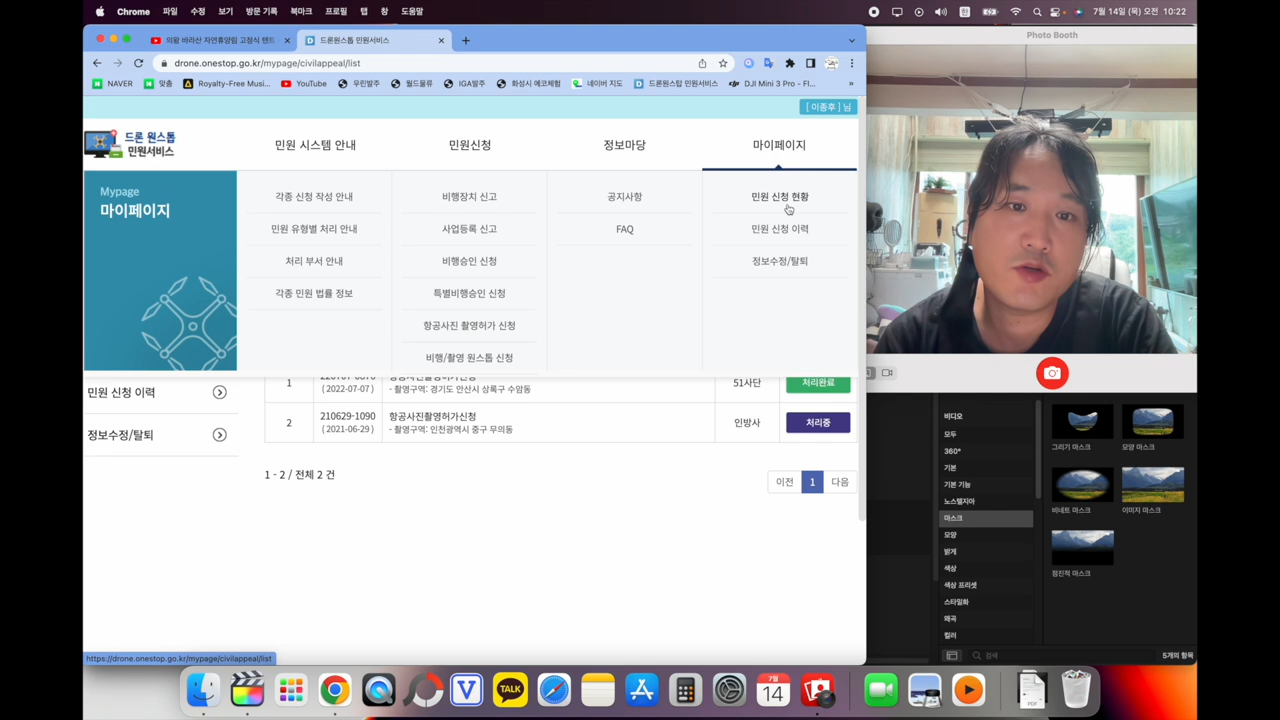 Chrome 파일 수정 보기 방문 기록 북마크 프로필 탭 창 도움말
7월 14일 (목) 오전 10:22
의왕 바라산 자연휴양림 고정식 텐트
드론원스톱 민원서비스
drone.onestop.go.kr/mypage/civilappeal/list
NAVER 맞춤 Royalty-Free Musi... YouTube 우린발주 월드물류 IGA발주 화성시 에코체험 네이버 지도 드론원스탑 민원서비스 DJI Mini 3 Pro - Fl... »
[ 이종후 ] 님
드론 원스톱
민원서비스
민원 시스템 안내 민원신청 정보마당 마이페이지
Mypage
마이페이지
각종 신청 작성 안내
민원 유형별 처리 안내
처리 부서 안내
각종 민원 법률 정보
비행장치 신고
사업등록 신고
비행승인 신청
특별비행승인 신청
항공사진 촬영허가 신청
비행/촬영 원스톱 신청
공지사항
FAQ
민원 신청 현황
민원 신청 이력
정보수정/탈퇴
민원 신청 이력
정보수정/탈퇴
1 (2022-07-07) - 촬영구역: 경기도 안산시 상록구 수암동 51사단 처리완료
2 210629-1090 항공사진촬영허가신청 인방사 처리중
(2021-06-29) - 촬영구역: 인천광역시 중구 무의동
1 - 2 / 전체 2 건
이전 1 다음
https://drone.onestop.go.kr/mypage/civilappeal/list
Photo Booth
비디오
모두
360°
기본
기본 기능
노스텔지아
마스크
모양
밝게
색상
색상 프리셋
스타일화
왜곡
컬러
그리기 마스크 모양 마스크
비네트 마스크 이미지 마스크
점진적 마스크
검색
5개의 항목
TALK
7월
14
PDF